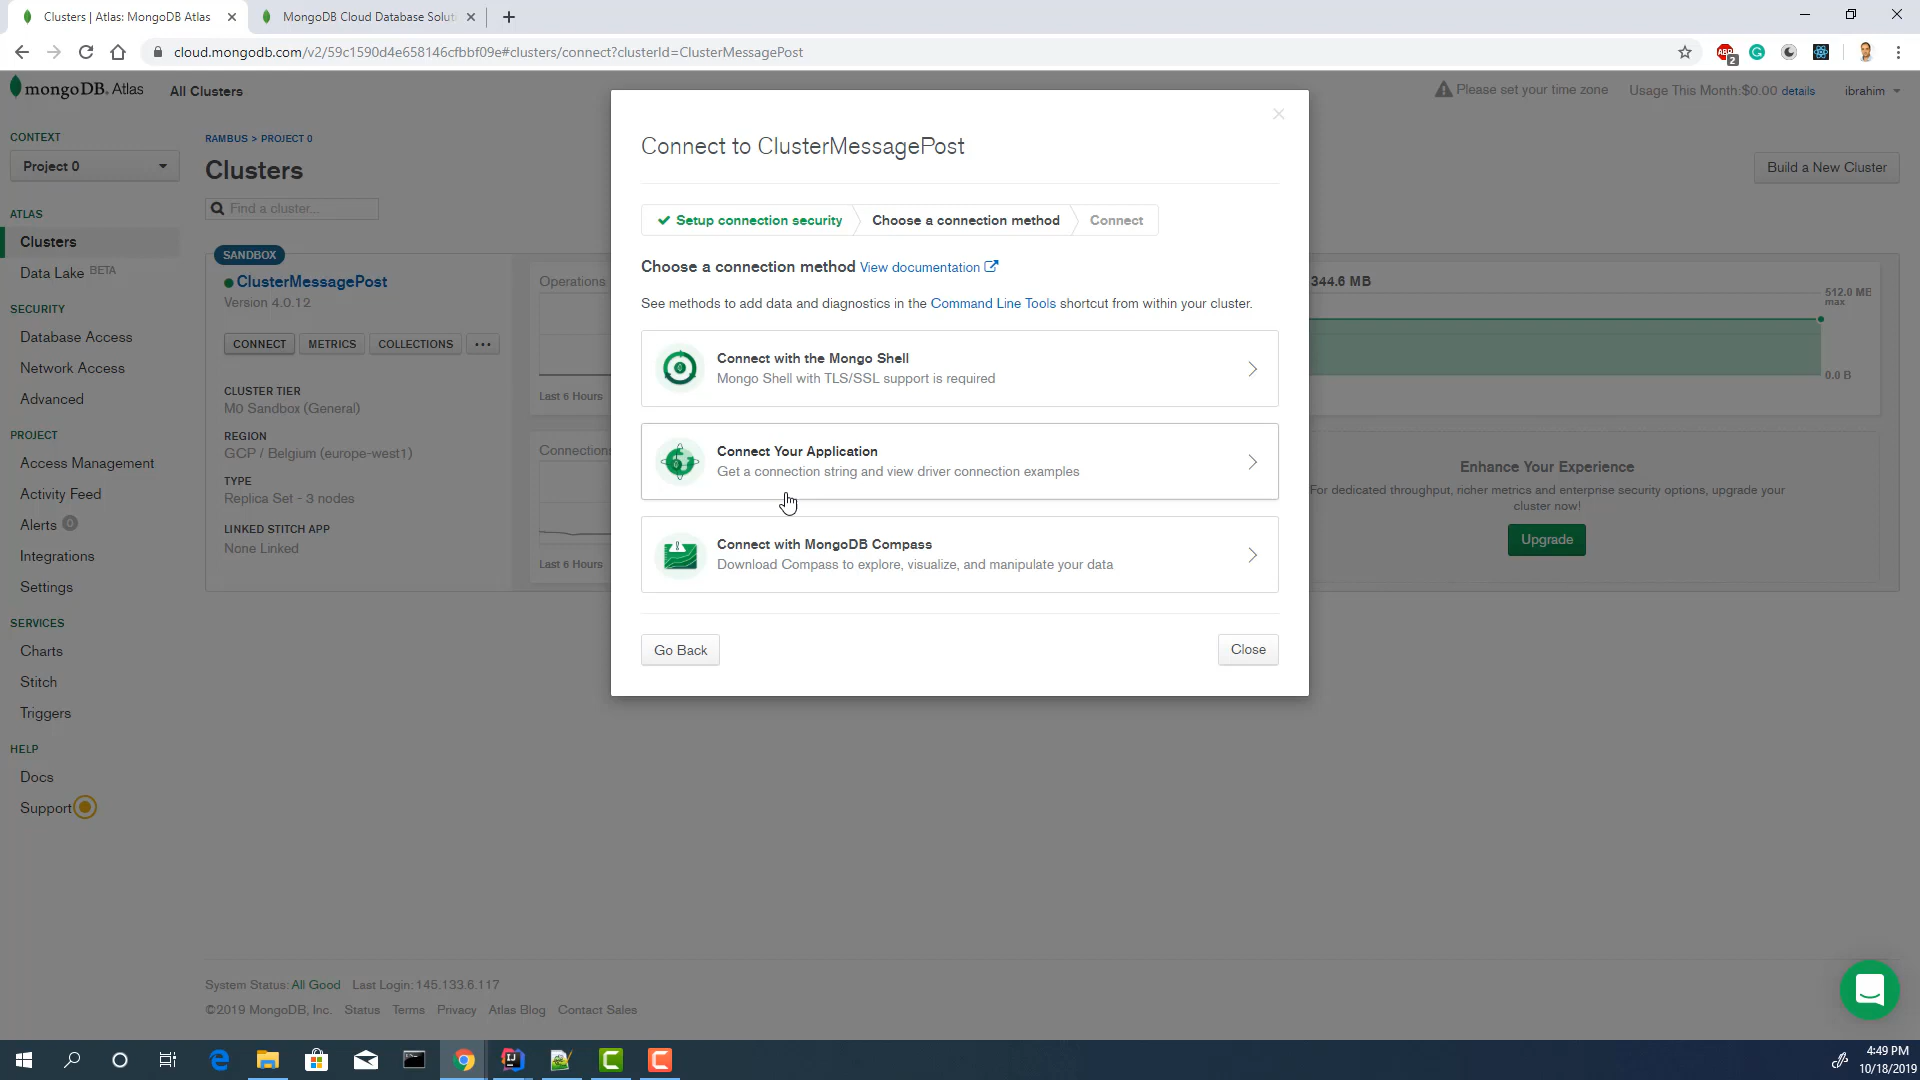 Clusters | Atlas: MongoDB Atlas
MongoDB Cloud Database Soluti
cloud.mongodb.com/v2/59c1590d4e658146cfbbf09e#clusters/connect?clusterId=ClusterMessagePost
ABP
2
mongoDB. Atlas
All Clusters
Please set your time zone
Usage This Month:$0.00 details
ibrahim
CONTEXT
Project 0
ATLAS
Clusters
Data Lake BETA
SECURITY
Database Access
Network Access
Advanced
PROJECT
Access Management
Activity Feed
Alerts 0
Integrations
Settings
SERVICES
Charts
Stitch
Triggers
HELP
Docs
Support
RAMBUS > PROJECT 0
Clusters
Find a cluster...
Build a New Cluster
SANDBOX
ClusterMessagePost
Version 4.0.12
CONNECT
METRICS
COLLECTIONS
...
CLUSTER TIER
M0 Sandbox (General)
REGION
GCP / Belgium (europe-west1)
TYPE
Replica Set - 3 nodes
LINKED STITCH APP
None Linked
Operations
Last 6 Hours
Connections
Last 6 Hours
Connect to ClusterMessagePost
Setup connection security
Choose a connection method
Connect
Choose a connection method View documentation
See methods to add data and diagnostics in the Command Line Tools shortcut from within your cluster.
Connect with the Mongo Shell
Mongo Shell with TLS/SSL support is required
Connect Your Application
Get a connection string and view driver connection examples
Connect with MongoDB Compass
Download Compass to explore, visualize, and manipulate your data
Go Back
Close
344.6 MB
512.0 MB
max
0.0 B
Enhance Your Experience
For dedicated throughput, richer metrics and enterprise security options, upgrade your
cluster now!
Upgrade
System Status: All Good Last Login: 145.133.6.117
©2019 MongoDB, Inc. Status Terms Privacy Atlas Blog Contact Sales
4:49 PM
10/18/2019